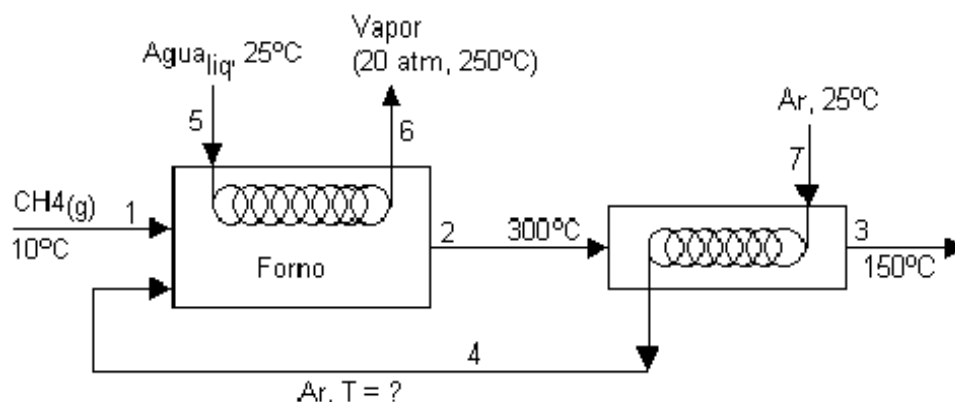 Vapor
(20 atm, 250ºC)
Agualiq, 25ºC
Ar, 25ºC
5
6
7
CH4(g)
1
10ºC
2
300ºC
3
150ºC
Forno
4
Ar, T = ?